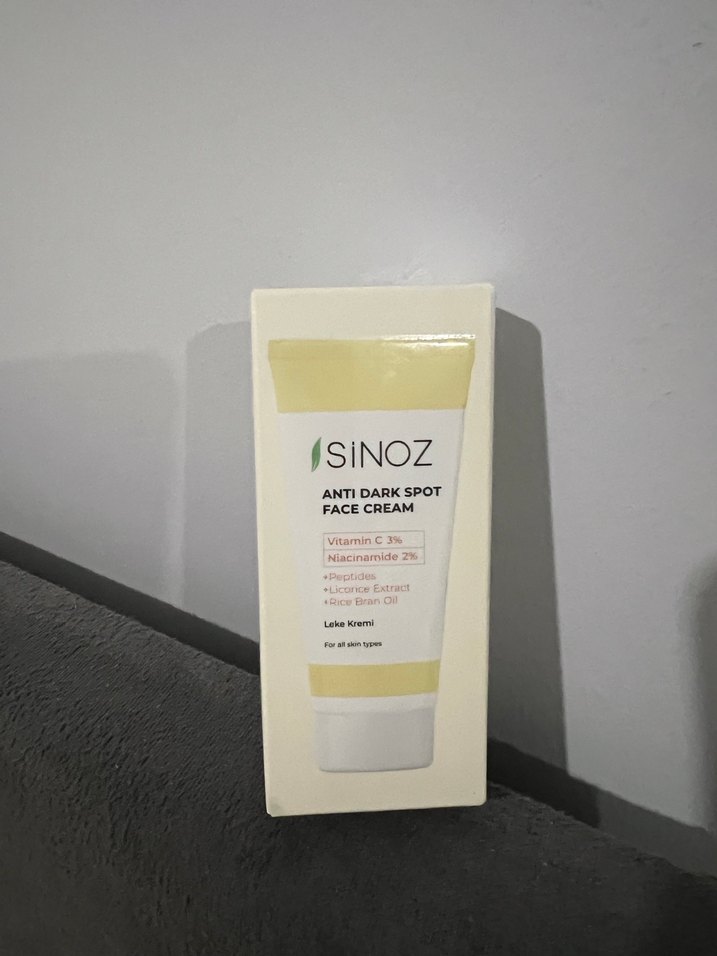 SiNOZ
ANTI DARK SPOT
FACE CREAM
Vitamin C 3%
Niacinamide 2%
+Peptides
+Licorice Extract
+Rice Bran Oil
Leke Kremi
For all skin types